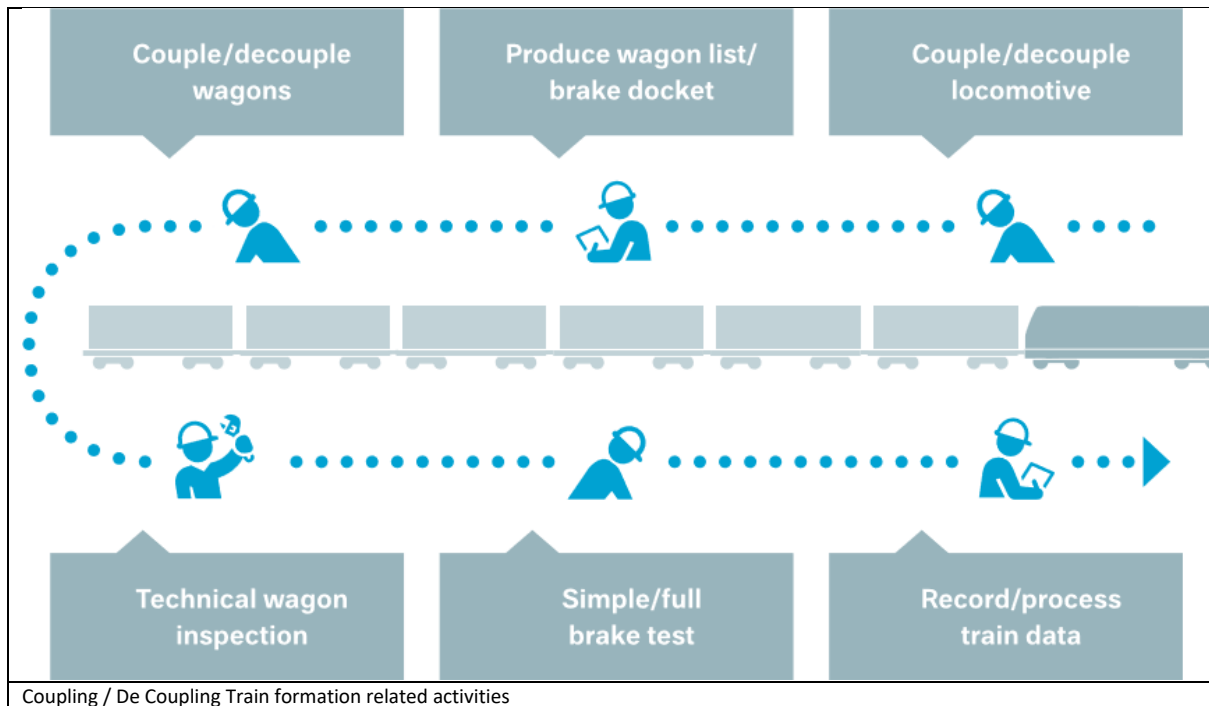 Couple/decouple
wagons
Produce wagon list/
brake docket
Couple/decouple
locomotive
Technical wagon
inspection
Simple/full
brake test
Record/process
train data
Coupling / De Coupling Train formation related activities